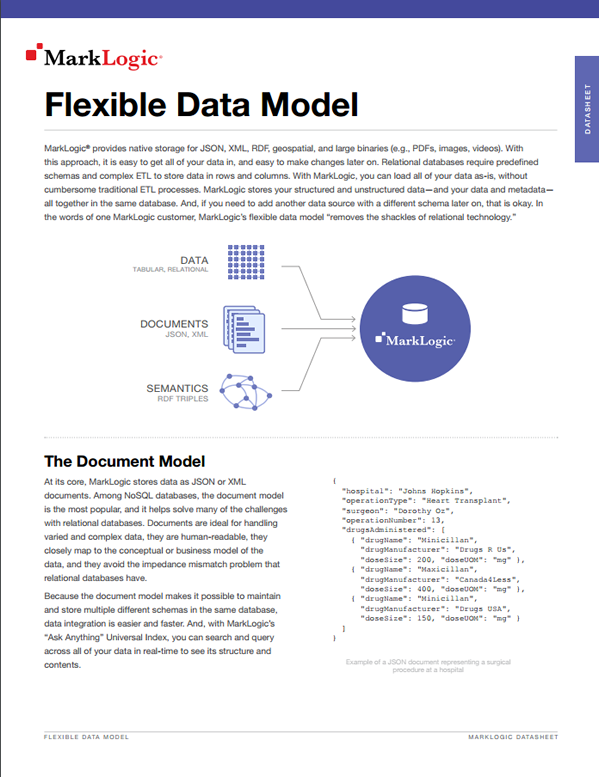 MarkLogic®
DATASHEET
Flexible Data Model
MarkLogic® provides native storage for JSON, XML, RDF, geospatial, and large binaries (e.g., PDFs, images, videos). With
this approach, it is easy to get all of your data in, and easy to make changes later on. Relational databases require predefined
schemas and complex ETL to store data in rows and columns. With MarkLogic, you can load all of your data as-is, without
cumbersome traditional ETL processes. MarkLogic stores your structured and unstructured data—and your data and metadata—
all together in the same database. And, if you need to add another data source with a different schema later on, that is okay. In
the words of one MarkLogic customer, MarkLogic's flexible data model “removes the shackles of relational technology.”
DATA
TABULAR, RELATIONAL
DOCUMENTS
JSON, XML
SEMANTICS
RDF TRIPLES
MarkLogic®
The Document Model
At its core, MarkLogic stores data as JSON or XML
documents. Among NoSQL databases, the document model
is the most popular, and it helps solve many of the challenges
with relational databases. Documents are ideal for handling
varied and complex data, they are human-readable, they
closely map to the conceptual or business model of the
data, and they avoid the impedance mismatch problem that
relational databases have.
Because the document model makes it possible to maintain
and store multiple different schemas in the same database,
data integration is easier and faster. And, with MarkLogic's
“Ask Anything” Universal Index, you can search and query
across all of your data in real-time to see its structure and
contents.
{
"hospital": "Johns Hopkins",
"operationType": "Heart Transplant",
"surgeon": "Dorothy Oz",
"operationNumber": 13,
"drugsAdministered": [
{ "drugName": "Minicillan",
"drugManufacturer": "Drugs R Us",
"doseSize": 200, "doseUOM": "mg" },
{ "drugName": "Maxicillan",
"drugManufacturer": "Canada4Less",
"doseSize": 400, "doseUOM": "mg" },
{ "drugName": "Minicillan",
"drugManufacturer": "Drugs USA",
"doseSize": 150, "doseUOM": "mg" }
]
}
Example of a JSON document representing a surgical
procedure at a hospital
FLEXIBLE DATA MODEL
MARKLOGIC DATASHEET